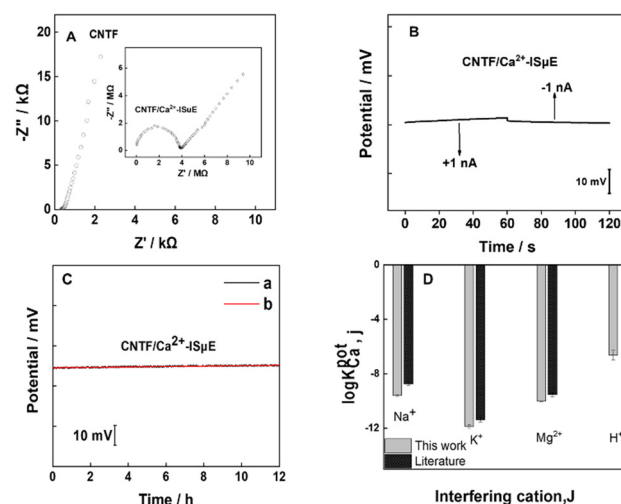 A
CNTF
20
15
10
5
0
-Z" / kΩ
0 2 4 6 8 10
Z' / kΩ
CNTF/Ca2+-ISuE
6
4
2
0
-Z" / MΩ
0 2 4 6 8 10
Z' / MΩ
B
CNTF/Ca2+-ISμE
-1 nA
+1 nA
10 mV
Potential / mV
0 20 40 60 80 100 120
Time / s
C
a
b
CNTF/Ca2+-ISμE
10 mV
Potential / mV
0 2 4 6 8 10 12
Time / h
D
0
-4
-8
-12
logKpotCa, j
Na+
K+
Mg2+
H+
This work
Literature
Interfering cation,J